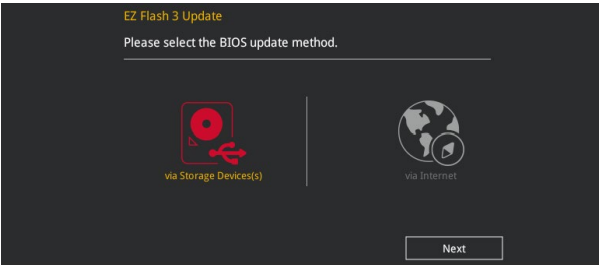 EZ Flash 3 Update
Please select the BIOS update method.
via Storage Devices(s)
via Internet
Next